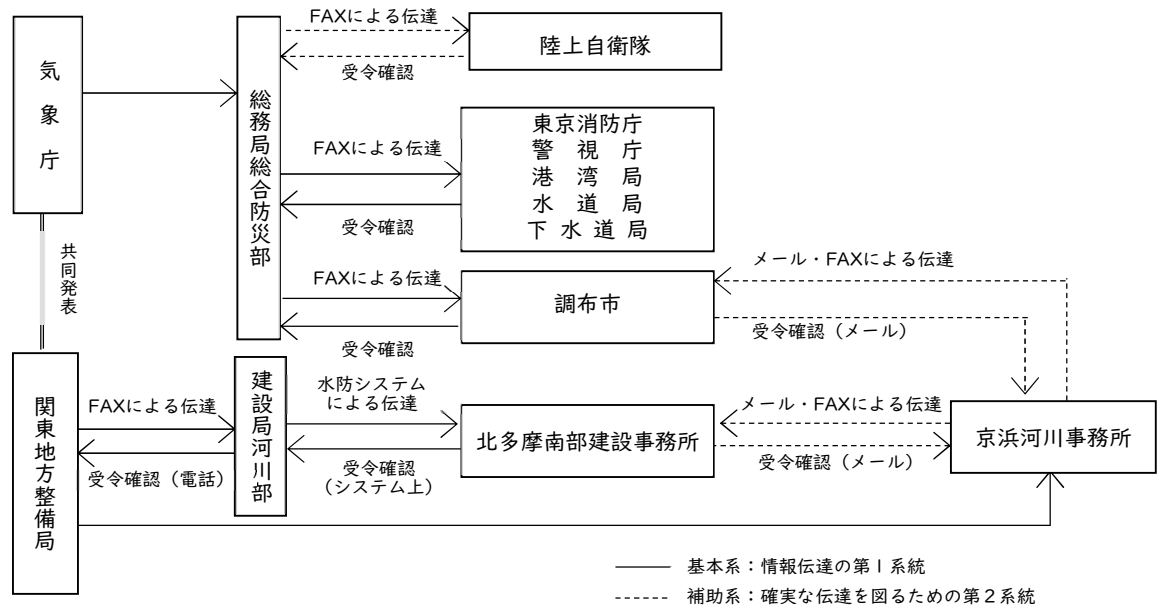 FAXによる伝達
陸上自衛隊
受令確認
気象庁
総務局総合防災部
東京消防庁
警視庁
港湾局
水道局
下水道局
FAXによる伝達
受令確認
共同発表
FAXによる伝達
調布市
受令確認
メール・FAXによる伝達
受令確認（メール）
関東地方整備局
FAXによる伝達
受令確認（電話）
建設局河川部
水防システム
による伝達
受令確認
（システム上）
北多摩南部建設事務所
メール・FAXによる伝達
受令確認（メール）
京浜河川事務所
基本系：情報伝達の第１系統
補助系：確実な伝達を図るための第２系統